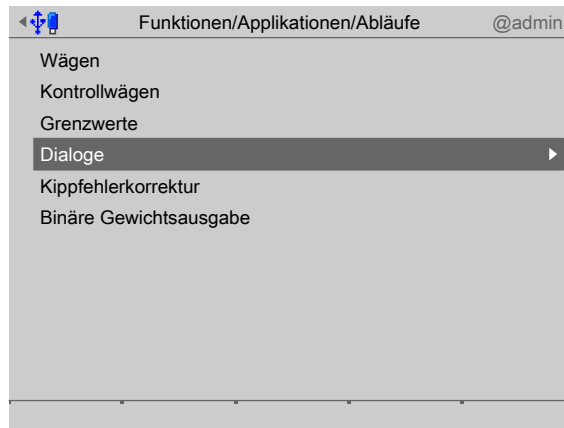 Funktionen/Applikationen/Abläufe @admin
Wägen
Kontrollwägen
Grenzwerte
Dialoge
Kippfehlerkorrektur
Binäre Gewichtsausgabe